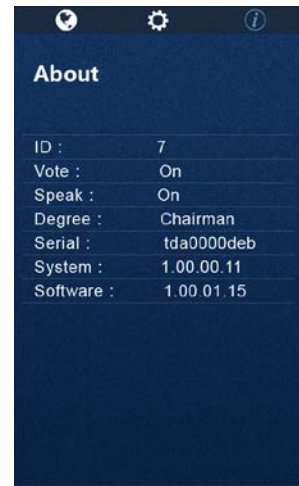 About
ID : 7
Vote : On
Speak : On
Degree : Chairman
Serial : tda0000deb
System : 1.00.00.11
Software : 1.00.01.15